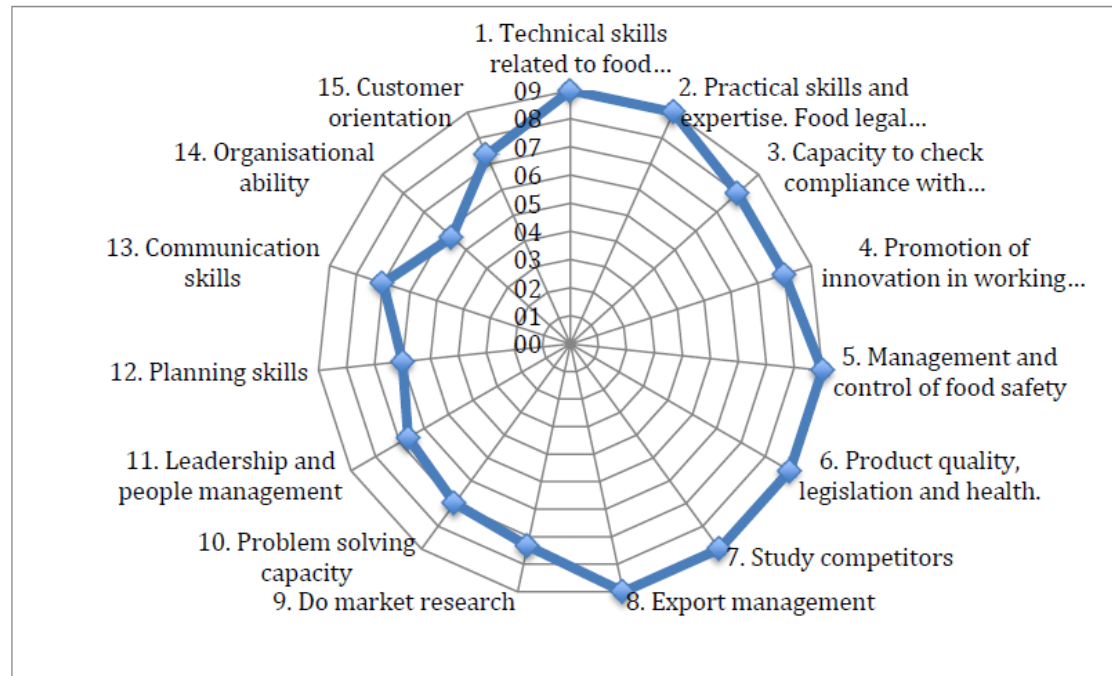 1. Technical skills
related to food...
2. Practical skills and
expertise. Food legal...
3. Capacity to check
compliance with...
4. Promotion of
innovation in working...
5. Management and
control of food safety
6. Product quality,
legislation and health.
7. Study competitors
8. Export management
9. Do market research
10. Problem solving
capacity
11. Leadership and
people management
12. Planning skills
13. Communication
skills
14. Organisational
ability
15. Customer
orientation
09
08
07
06
05
04
03
02
01
00